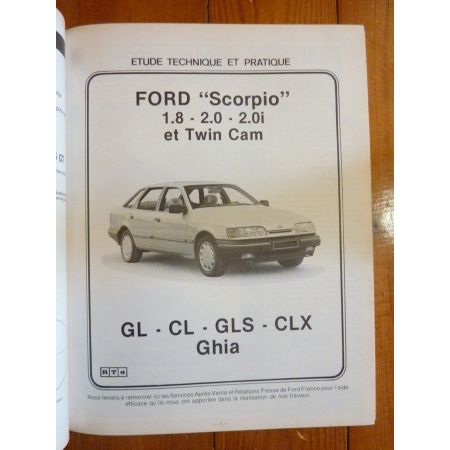 ETUDE TECHNIQUE ET PRATIQUE
FORD "Scorpio"
1.8 - 2.0 - 2.0i
et Twin Cam
GL - CL - GLS - CLX
Ghia
RTa
Nous tenons à remercier ici les Services Après-Vente et Relations Presse de Ford France pour l'aide
efficace qu'ils nous ont apportée dans la réalisation de nos travaux.
GT